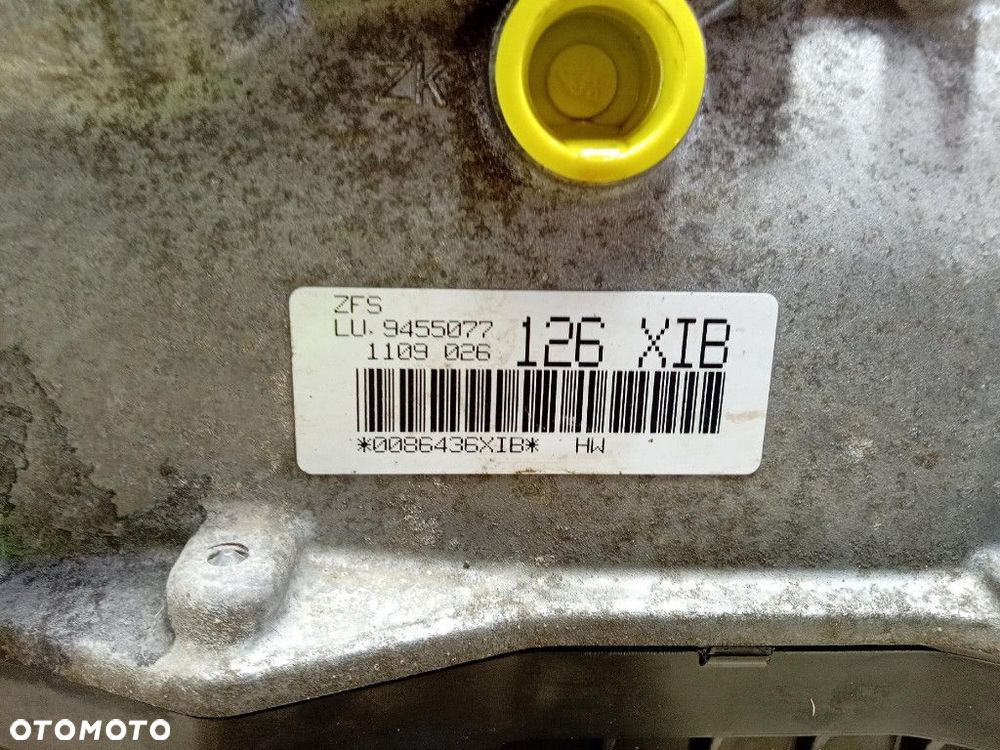 ZK
ZFS
LU. 9455077
1109 026
126 XIB
*0086436XIB* HW
OTOMOTO